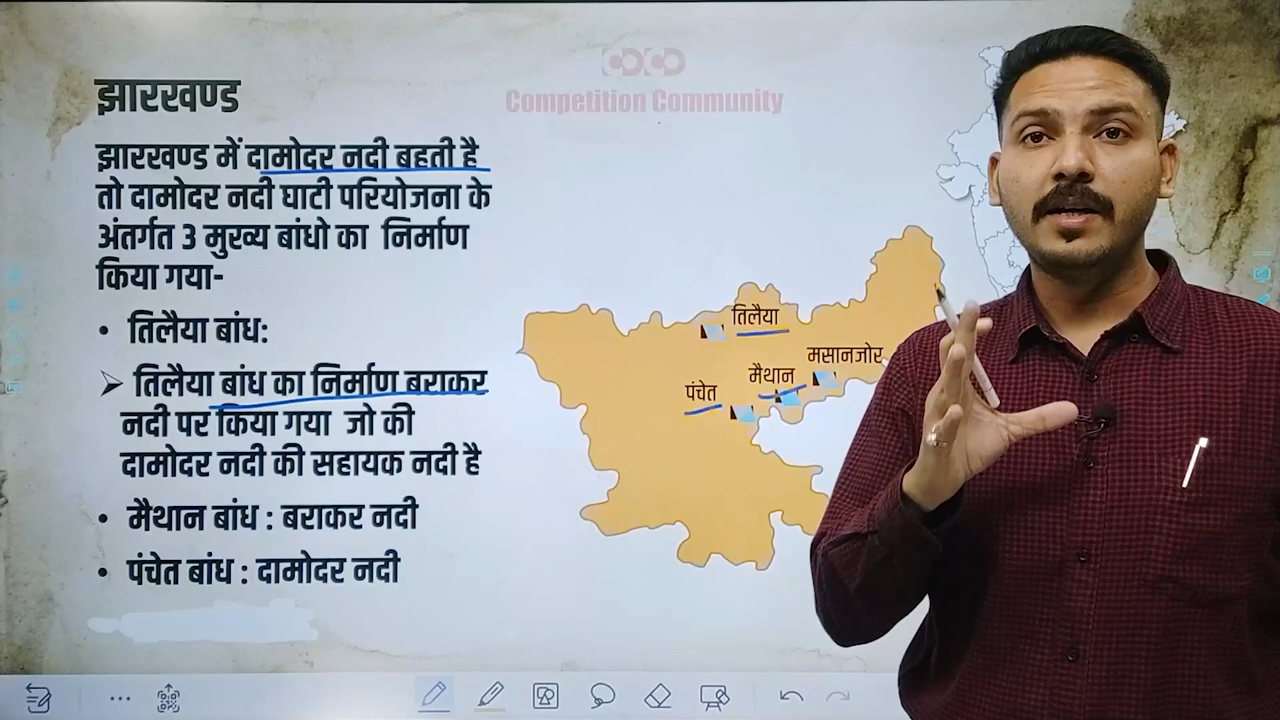 Competition Community
झारखण्ड
झारखण्ड में दामोदर नदी बहती है
तो दामोदर नदी घाटी परियोजना के
अंतर्गत 3 मुख्य बांधो का निर्माण
किया गया-
• तिलैया बांध:
➢ तिलैया बांध का निर्माण बराकर
नदी पर किया गया जो की
दामोदर नदी की सहायक नदी है
• मैथान बांध : बराकर नदी
• पंचेत बांध : दामोदर नदी
तिलैया
मसानजोर
मैथान
पंचेत